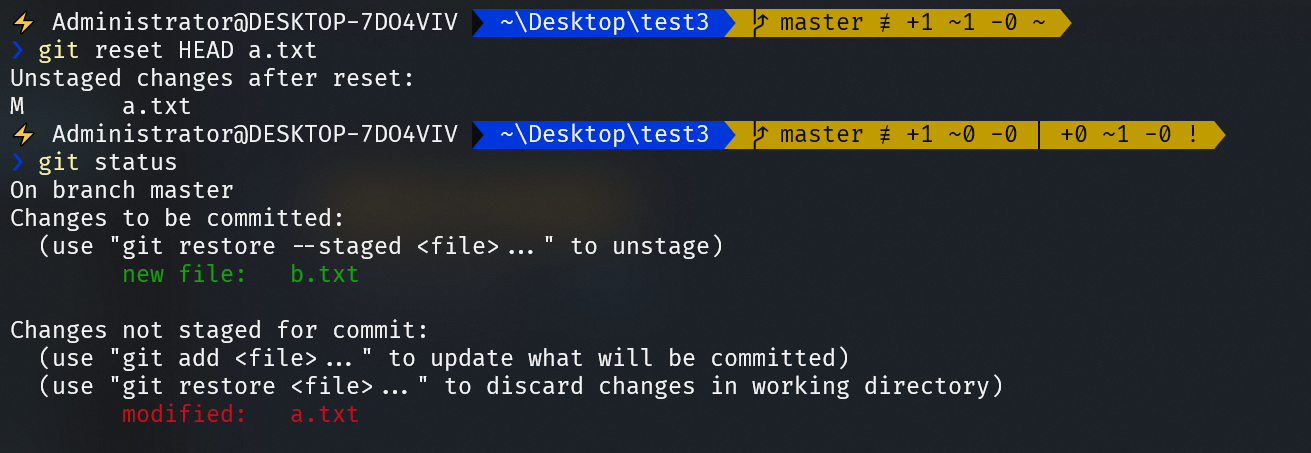 ⚡ Administrator@DESKTOP-7DO4VIV ~\Desktop\test3 master ≢ +1 ~1 -0 ~
❯ git reset HEAD a.txt
Unstaged changes after reset:
M       a.txt
⚡ Administrator@DESKTOP-7DO4VIV ~\Desktop\test3 master ≢ +1 ~0 -0 | +0 ~1 -0 !
❯ git status
On branch master
Changes to be committed:
  (use "git restore --staged <file>..." to unstage)
        new file:   b.txt

Changes not staged for commit:
  (use "git add <file>..." to update what will be committed)
  (use "git restore <file>..." to discard changes in working directory)
        modified:   a.txt